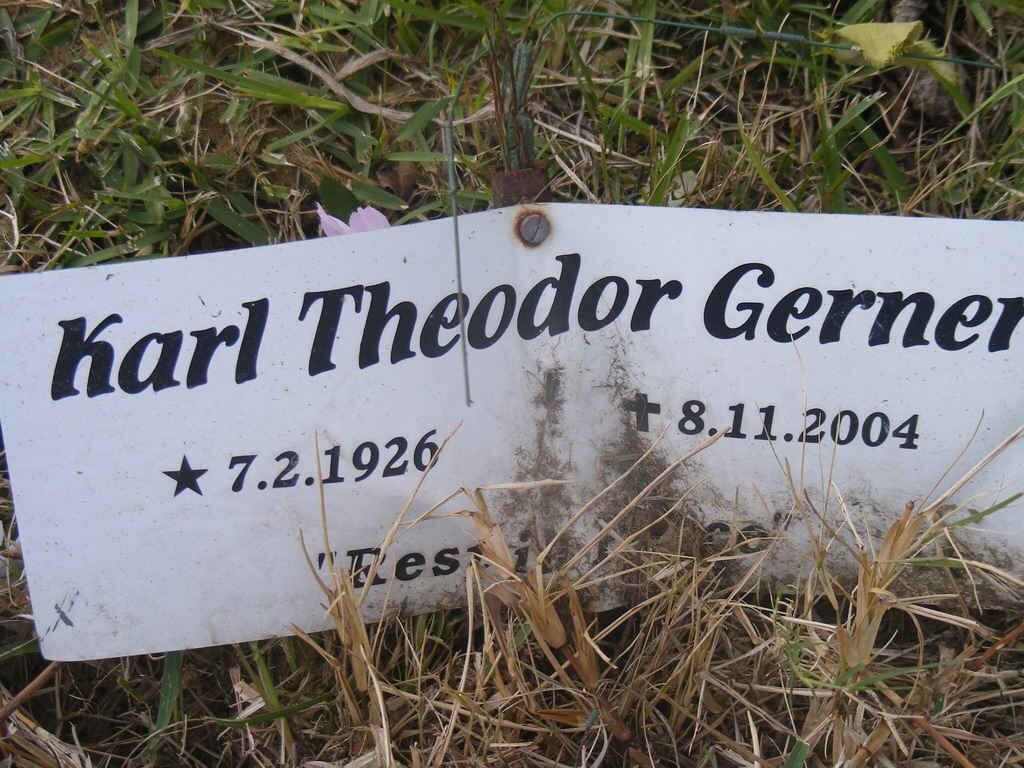 Karl Theodor Gerner
★ 7.2.1926 ✝ 8.11.2004